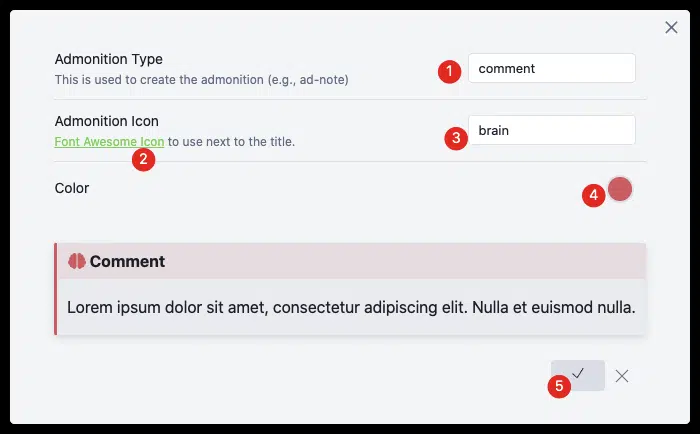 Admonition Type
This is used to create the admonition (e.g., ad-note)
1
comment
Admonition Icon
Font Awesome Icon to use next to the title.
2
3
brain
Color
4
Comment
Lorem ipsum dolor sit amet, consectetur adipiscing elit. Nulla et euismod nulla.
5